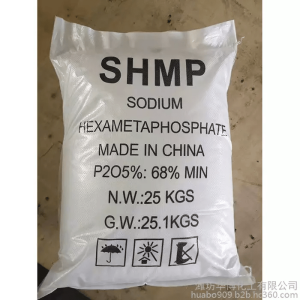 SHMP
SODIUM
HEXAMETAPHOSPHATE
MADE IN CHINA
P2O5%: 68% MIN
N.W.:25 KGS
G.W.:25.1KGS
huabo909.b2b.hc360.com